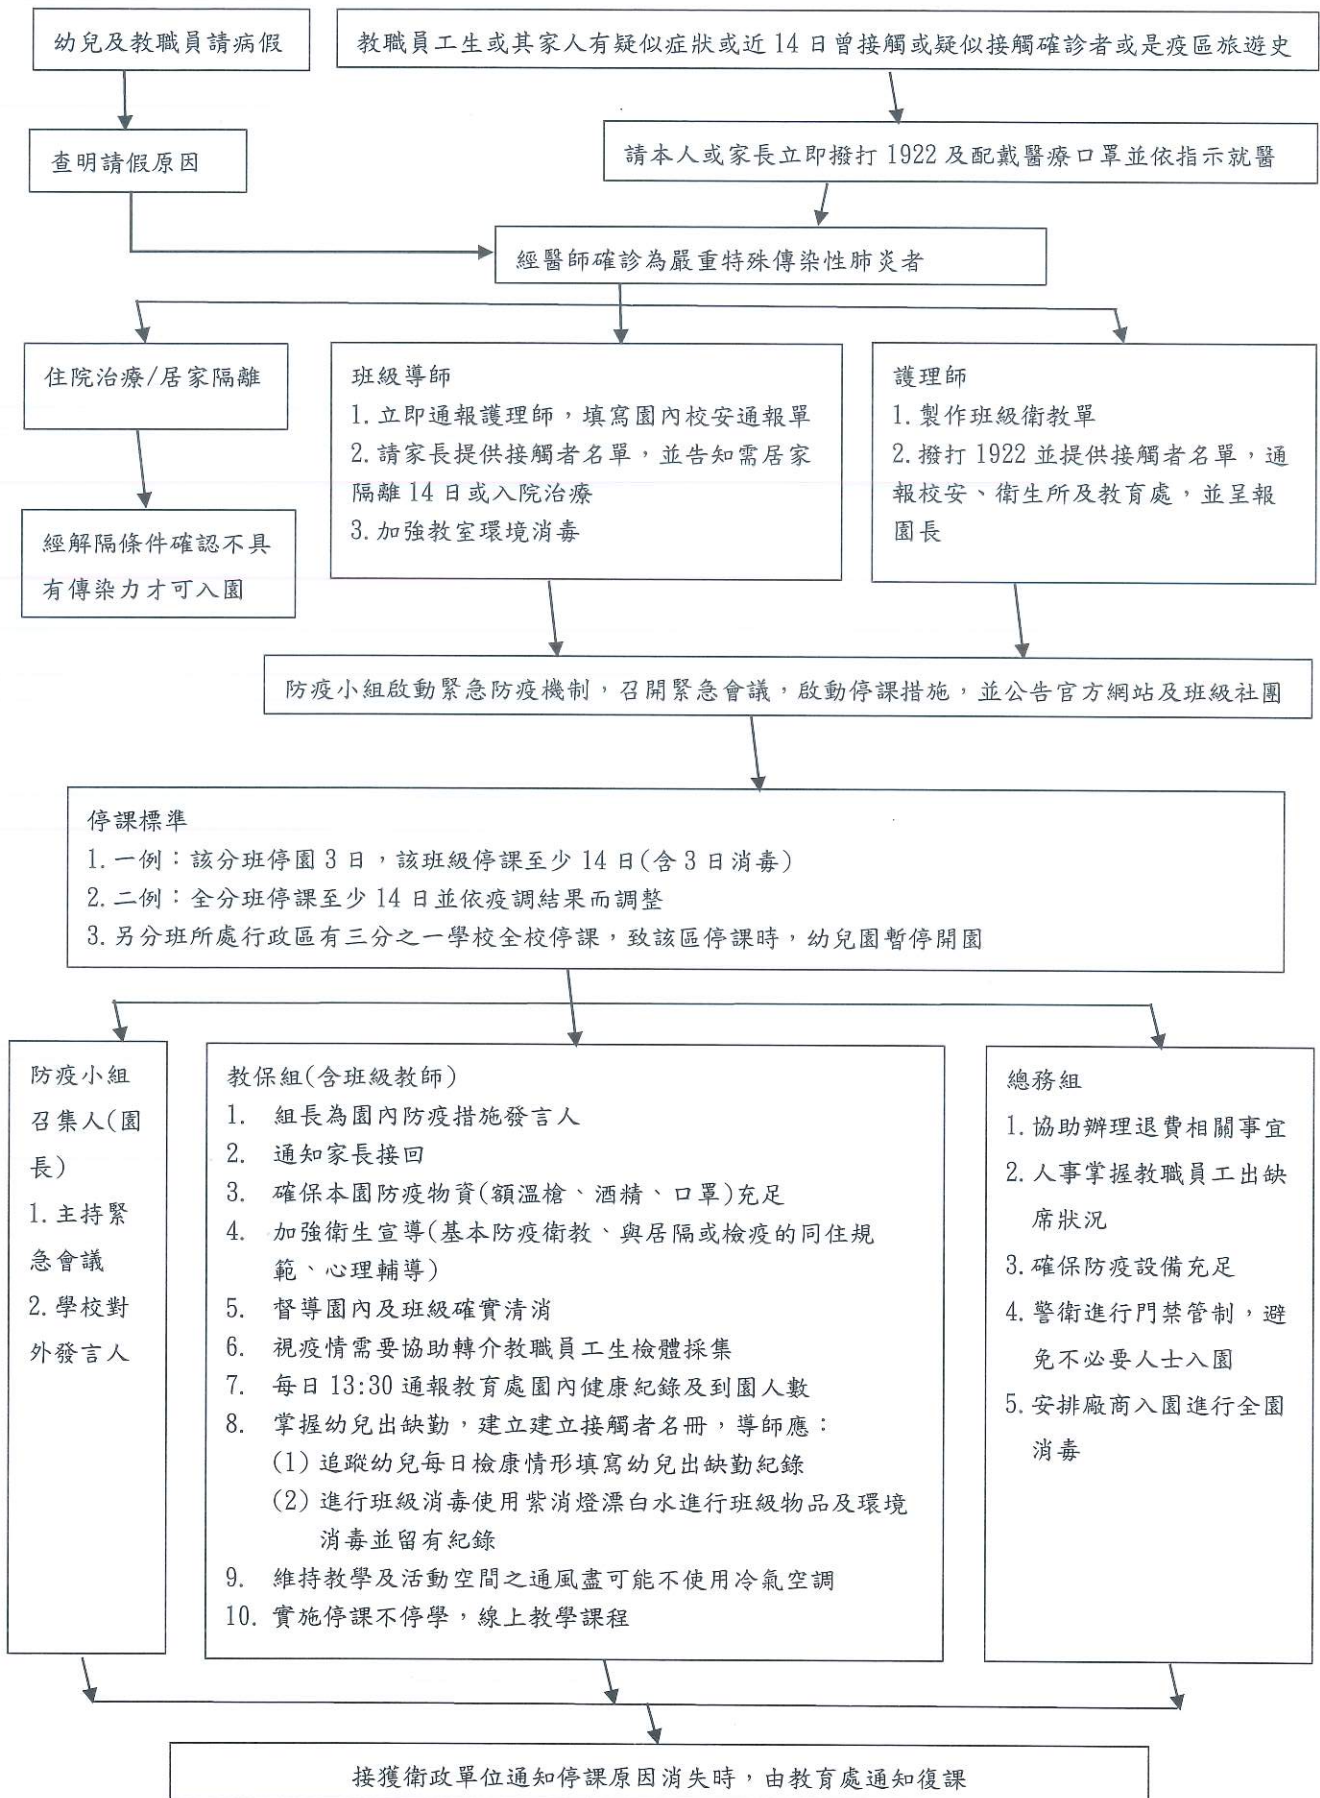 幼兒及教職員請病假
教職員工生或其家人有疑似症狀或近 14 日曾接觸或疑似接觸確診者或是疫區旅遊史
查明請假原因
請本人或家長立即撥打 1922 及配戴醫療口罩並依指示就醫
經醫師確診為嚴重特殊傳染性肺炎者
住院治療/居家隔離
班級導師
1.立即通報護理師，填寫園內校安通報單
2.請家長提供接觸者名單，並告知需居家
隔離 14 日或入院治療
3.加強教室環境消毒
護理師
1.製作班級衛教單
2.撥打 1922 並提供接觸者名單，通
報校安、衛生所及教育處，並呈報
園長
經解隔條件確認不具
有傳染力才可入園
防疫小組啟動緊急防疫機制，召開緊急會議，啟動停課措施，並公告官方網站及班級社團
停課標準
1.一例：該分班停園 3 日，該班級停課至少 14 日(含 3 日消毒)
2.二例：全分班停課至少 14 日並依疫調結果而調整
3.另分班所處行政區有三分之一學校全校停課，致該區停課時，幼兒園暫停開園
防疫小組
召集人(園
長)
1.主持緊
急會議
2.學校對
外發言人
教保組(含班級教師)
1. 組長為園內防疫措施發言人
2. 通知家長接回
3. 確保本園防疫物資(額溫槍、酒精、口罩)充足
4. 加強衛生宣導(基本防疫衛教、與居隔或檢疫的同住規
範、心理輔導)
5. 督導園內及班級確實清消
6. 視疫情需要協助轉介教職員工生檢體採集
7. 每日 13:30 通報教育處園內健康紀錄及到園人數
8. 掌握幼兒出缺勤，建立建立接觸者名冊，導師應：
(1)追蹤幼兒每日檢康情形填寫幼兒出缺勤紀錄
(2)進行班級消毒使用紫消燈漂白水進行班級物品及環境
消毒並留有紀錄
9. 維持教學及活動空間之通風盡可能不使用冷氣空調
10. 實施停課不停學，線上教學課程
總務組
1.協助辦理退費相關事宜
2.人事掌握教職員工出缺
席狀況
3.確保防疫設備充足
4.警衛進行門禁管制，避
免不必要人士入園
5.安排廠商入園進行全園
消毒
接獲衛政單位通知停課原因消失時，由教育處通知復課